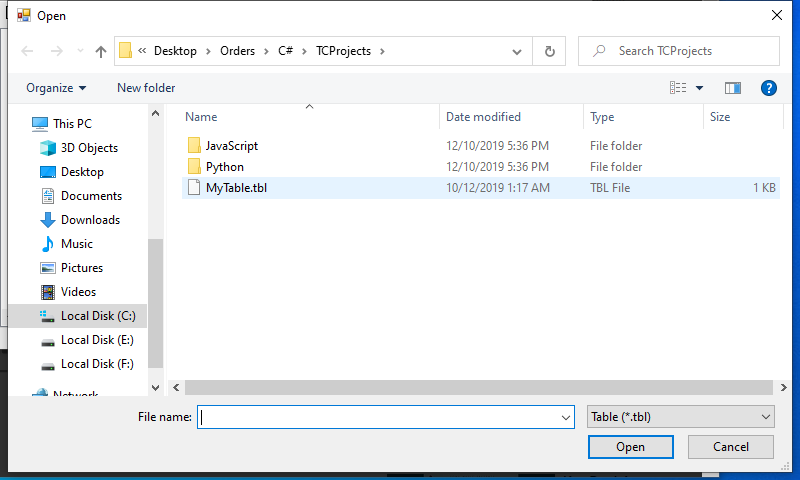 Open
« Desktop > Orders > C# > TCProjects >
Search TCProjects
Organize
New folder
?
Name
Date modified
Type
Size
This PC
3D Objects
Desktop
Documents
Downloads
Music
Pictures
Videos
Local Disk (C:)
Local Disk (E:)
Local Disk (F:)
Network
JavaScript 12/10/2019 5:36 PM File folder
Python 12/10/2019 5:36 PM File folder
MyTable.tbl 10/12/2019 1:17 AM TBL File 1 KB
File name:
Table (*.tbl)
Open
Cancel